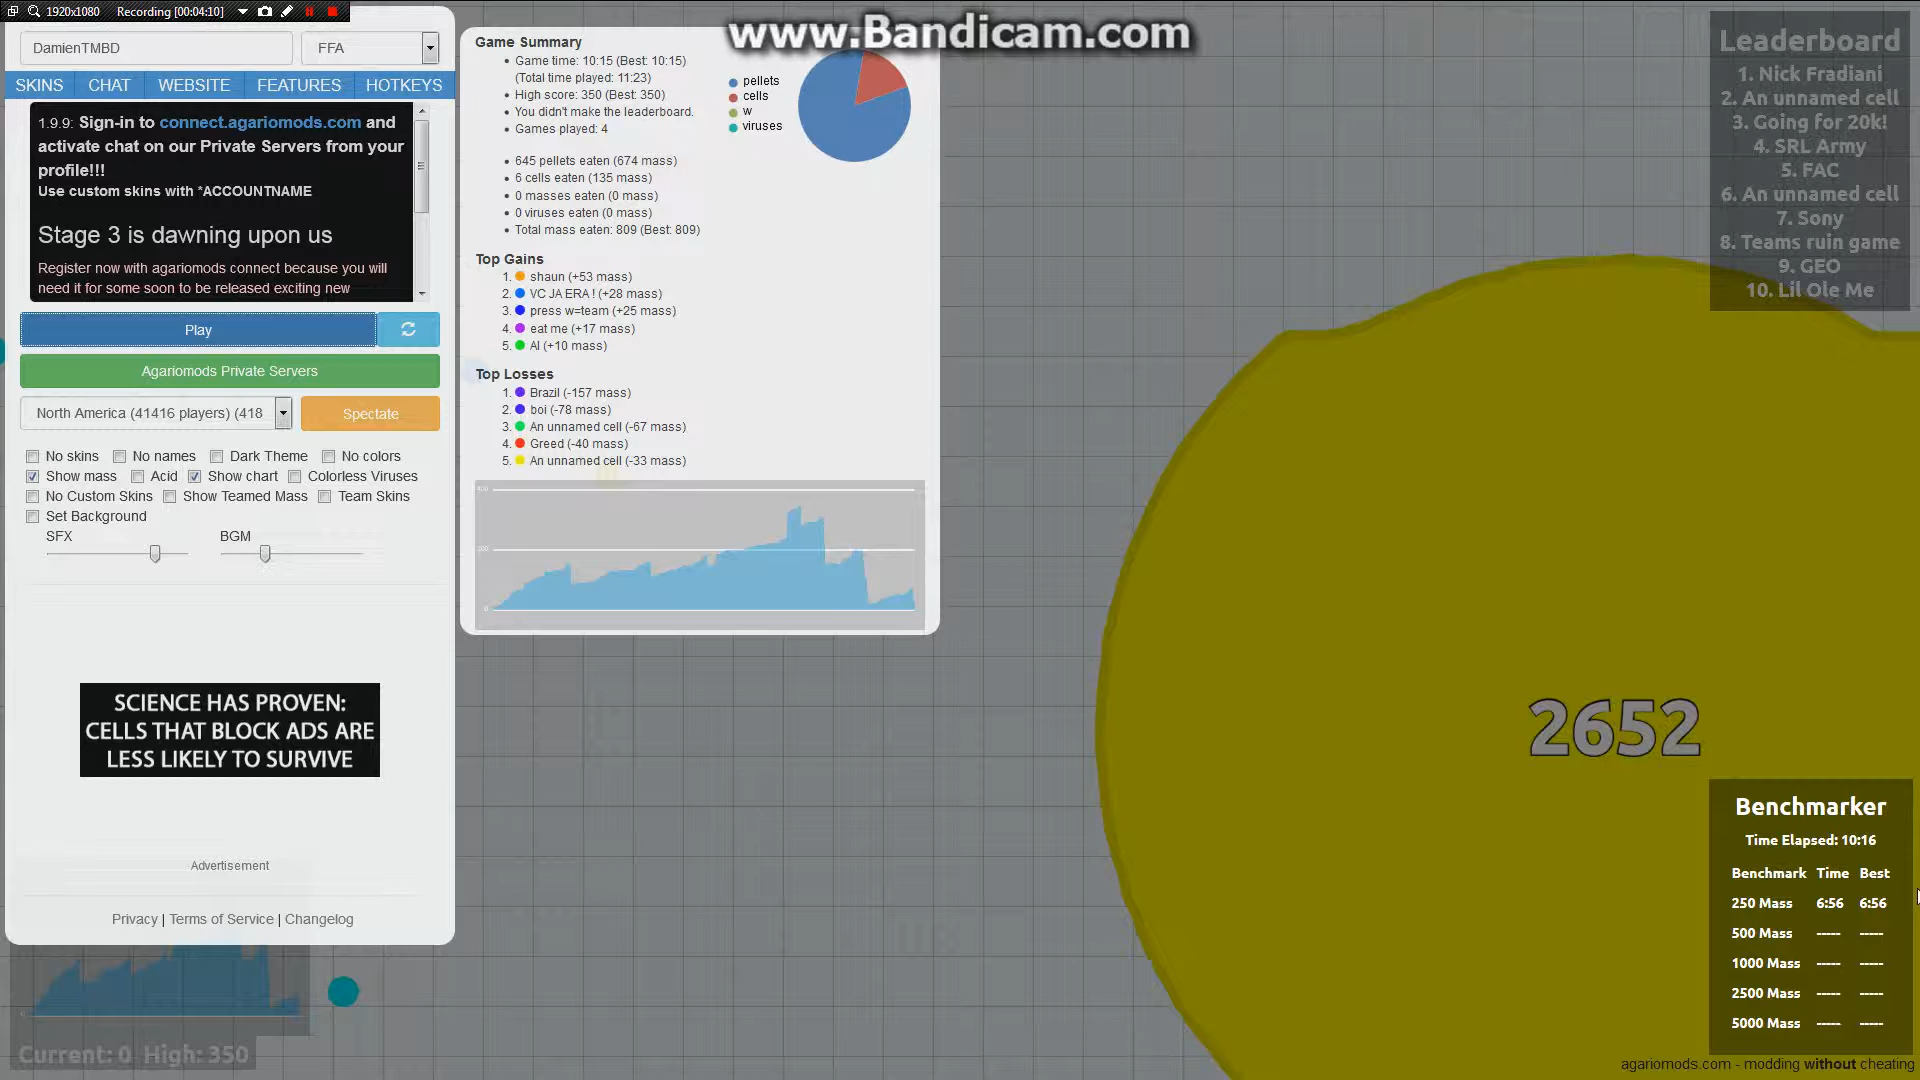 1920x1080 Recording [00:04:10]
www.Bandicam.com
DamienTMBD
FFA
SKINS CHAT WEBSITE FEATURES HOTKEYS
1.9.9: Sign-in to connect.agariomods.com and
activate chat on our Private Servers from your
profile!!!
Use custom skins with *ACCOUNTNAME
Stage 3 is dawning upon us
Register now with agariomods connect because you will
need it for some soon to be released exciting new
Play
Agariomods Private Servers
North America (41416 players) (418
Spectate
No skins No names Dark Theme No colors
Show mass Acid Show chart Colorless Viruses
No Custom Skins Show Teamed Mass Team Skins
Set Background
SFX BGM
SCIENCE HAS PROVEN:
CELLS THAT BLOCK ADS ARE
LESS LIKELY TO SURVIVE
Advertisement
Privacy | Terms of Service | Changelog
Current: 0 High: 350
Game Summary
Game time: 10:15 (Best: 10:15)
(Total time played: 11:23)
High score: 350 (Best: 350)
You didn't make the leaderboard.
Games played: 4
645 pellets eaten (674 mass)
6 cells eaten (135 mass)
0 masses eaten (0 mass)
0 viruses eaten (0 mass)
Total mass eaten: 809 (Best: 809)
pellets
cells
w
viruses
Top Gains
1. shaun (+53 mass)
2. VC JA ERA ! (+28 mass)
3. press w=team (+25 mass)
4. eat me (+17 mass)
5. Al (+10 mass)
Top Losses
1. Brazil (-157 mass)
2. boi (-78 mass)
3. An unnamed cell (-67 mass)
4. Greed (-40 mass)
5. An unnamed cell (-33 mass)
Leaderboard
1. Nick Fradiani
2. An unnamed cell
3. Going for 20k!
4. SRL Army
5. FAC
6. An unnamed cell
7. Sony
8. Teams ruin game
9. GEO
10. Lil Ole Me
2652
Benchmarker
Time Elapsed: 10:16
Benchmark Time Best
250 Mass 6:56 6:56
500 Mass ----- -----
1000 Mass ----- -----
2500 Mass ----- -----
5000 Mass ----- -----
agariomods.com - modding without cheating